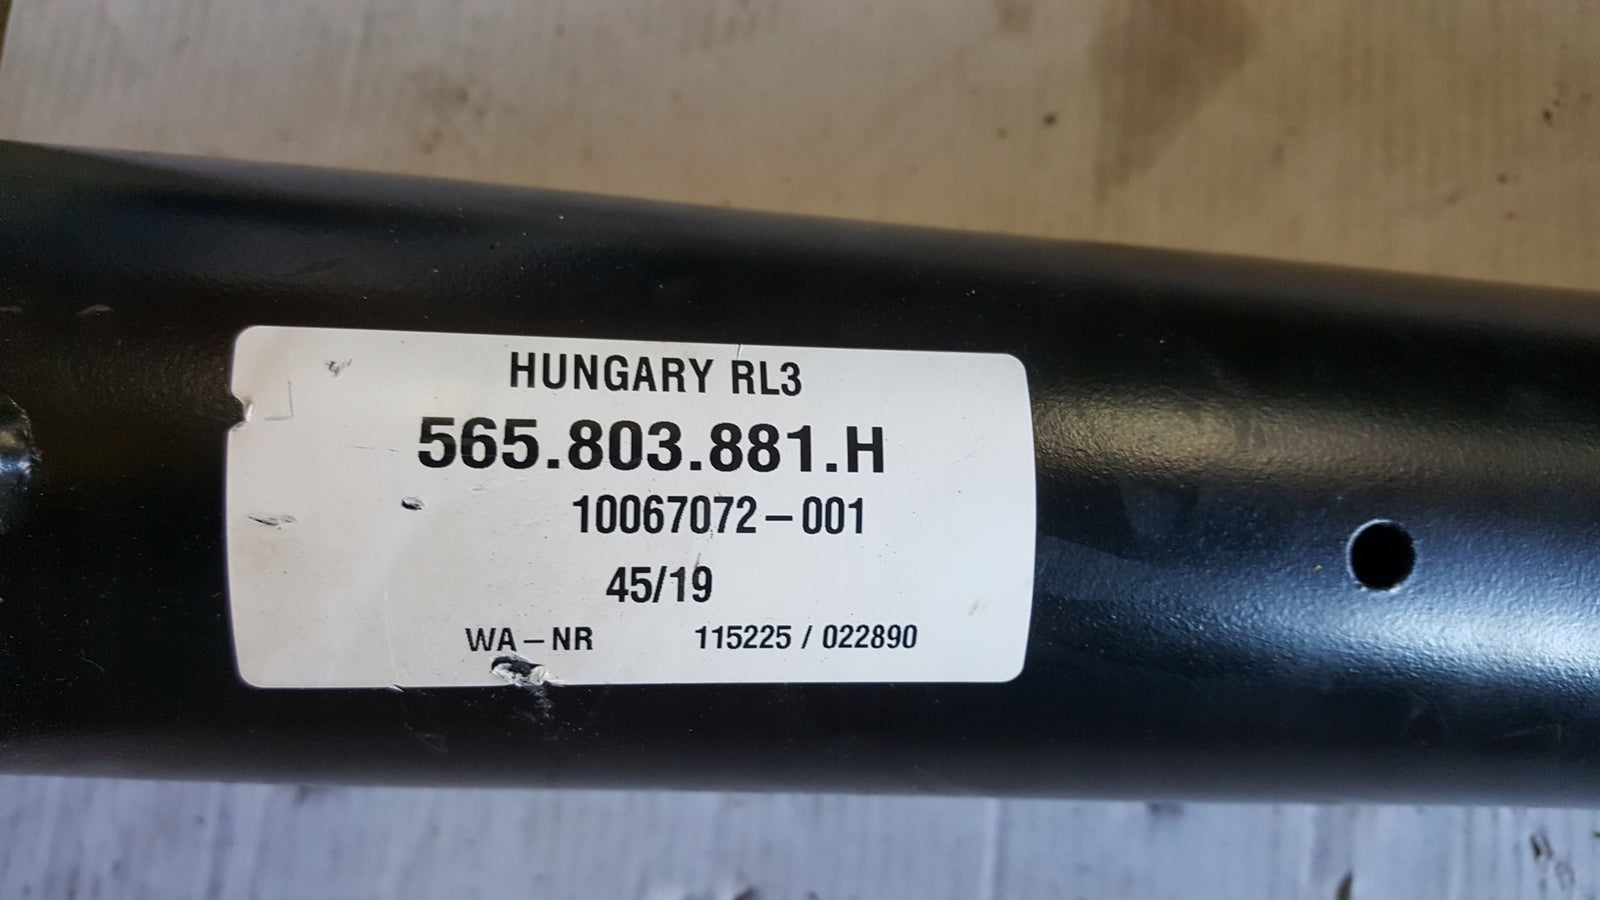 HUNGARY RL3
565.803.881.H
10067072-001
45/19
WA-NR 115225 / 022890